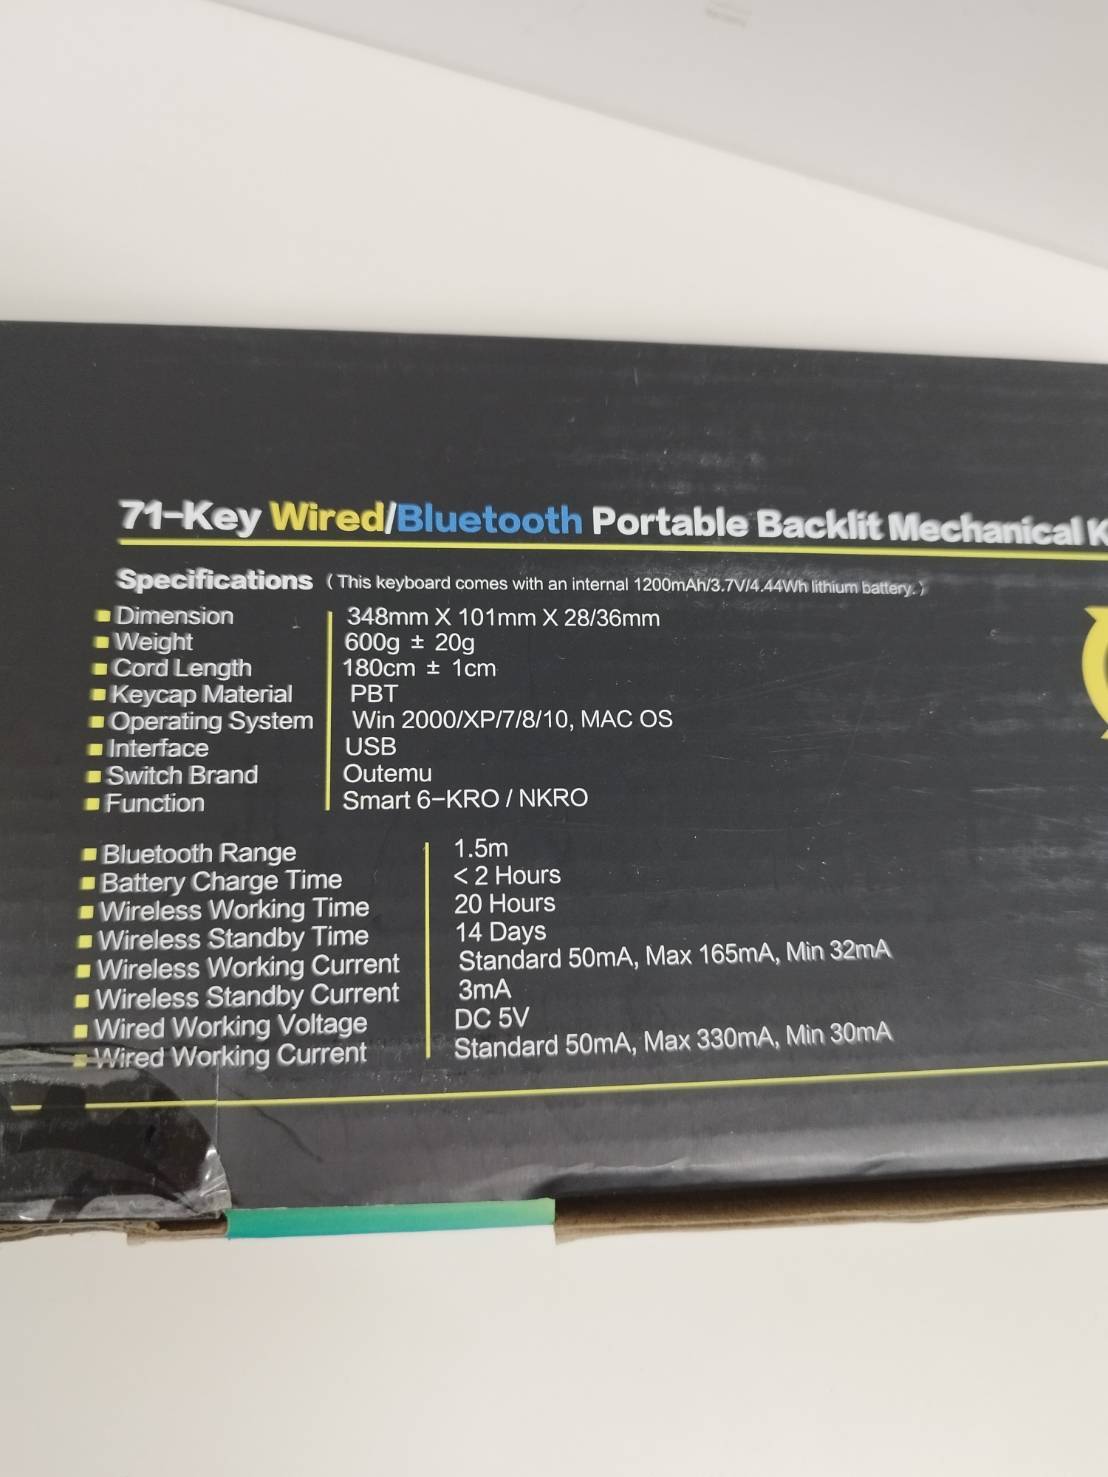 71-Key Wired/Bluetooth Portable Backlit Mechanical K
Specifications ( This keyboard comes with an internal 1200mAh/3.7V/4.44Wh lithium battery. )
Dimension 348mm X 101mm X 28/36mm
Weight 600g ± 20g
Cord Length 180cm ± 1cm
Keycap Material PBT
Operating System Win 2000/XP/7/8/10, MAC OS
Interface USB
Switch Brand Outemu
Function Smart 6-KRO / NKRO
Bluetooth Range 1.5m
Battery Charge Time < 2 Hours
Wireless Working Time 20 Hours
Wireless Standby Time 14 Days
Wireless Working Current Standard 50mA, Max 165mA, Min 32mA
Wireless Standby Current 3mA
Wired Working Voltage DC 5V
Wired Working Current Standard 50mA, Max 330mA, Min 30mA